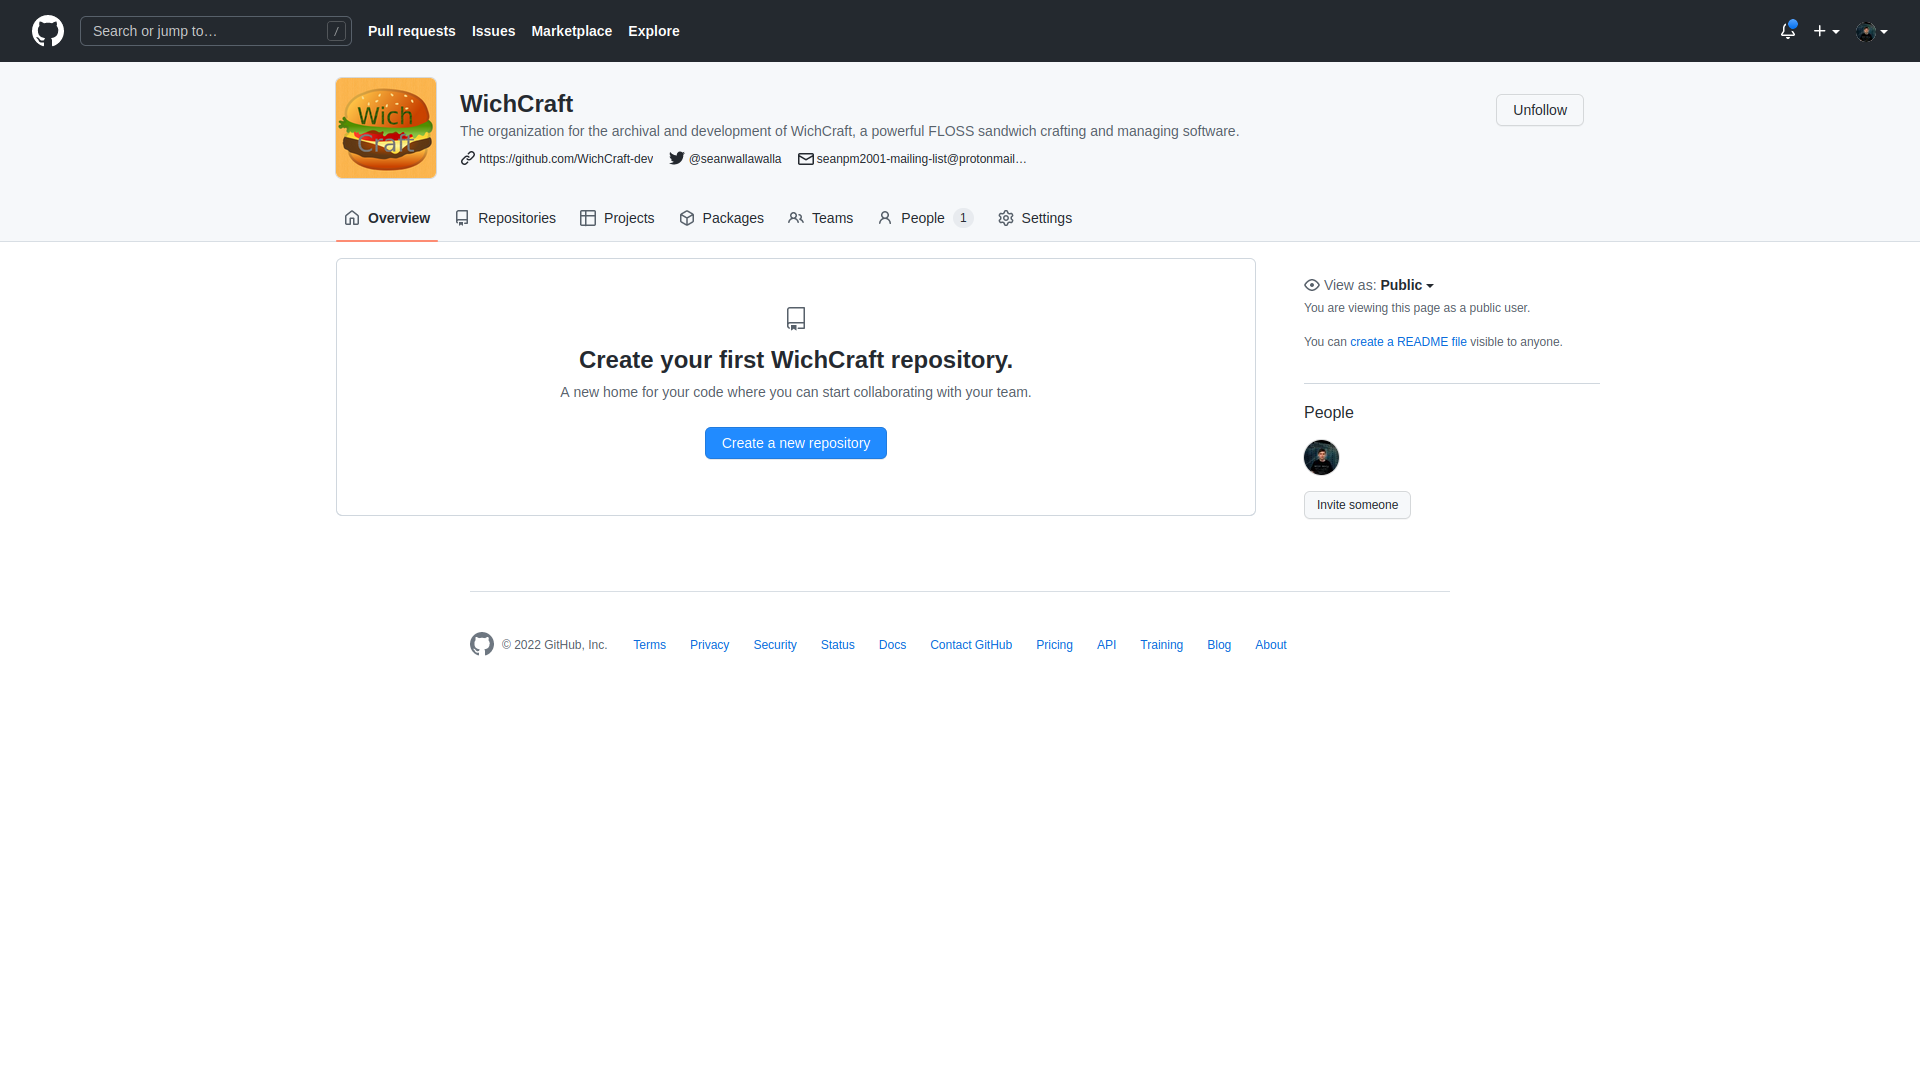 Search or jump to… /
Pull requests Issues Marketplace Explore
Wich
Craft
WichCraft
The organization for the archival and development of WichCraft, a powerful FLOSS sandwich crafting and managing software.
https://github.com/WichCraft-dev @seanwallawalla seanpm2001-mailing-list@protonmail…
Unfollow
Overview Repositories Projects Packages Teams People 1 Settings
Create your first WichCraft repository.
A new home for your code where you can start collaborating with your team.
Create a new repository
View as: Public
You are viewing this page as a public user.
You can create a README file visible to anyone.
People
Invite someone
© 2022 GitHub, Inc. Terms Privacy Security Status Docs Contact GitHub Pricing API Training Blog About